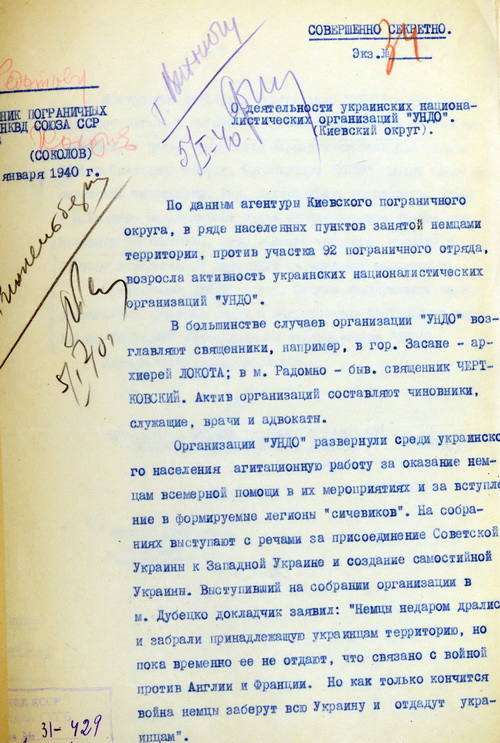 СОВЕРШЕННО СЕКРЕТНО.
Экз.№ 34
НИК ПОГРАНИЧНЫХ
НКВД СОЮЗА ССР
(СОКОЛОВ)
января 1940 г.
5/I-40
О деятельности украинских национа-
листических организаций "УНДО".
(Киевский округ).
По данным агентуры Киевского пограничного
округа, в ряде населенных пунктов занятой немцами
территории, против участка 92 пограничного отряда,
возросла активность украинских националистических
организаций "УНДО".
В большинстве случаев организации "УНДО" воз-
главляют священники, например, в гор. Засане - ар-
хиерей ЛОКОТА; в м. Радомно - быв. священник ЧЕРТ-
КОВСКИЙ. Актив организаций составляют чиновники,
служащие, врачи и адвокаты.
5/I 40г
Организации "УНДО" развернули среди украинско
го населения агитационную работу за оказание нем-
цам всемерной помощи в их мероприятиях и за вступле
ние в формируемые легионы "сичевиков". На собра-
ниях выступают с речами за присоединение Советской
Украины к Западной Украине и создание самостийной
Украины. Выступивший на собрании организации в
м. Дубецко докладчик заявил: "Немцы недаром дралис
и забрали принадлежащую украинцам территорию, но
пока временно ее не отдают, что связано с войной
против Англии и Франции. Но как только кончится
война немцы заберут всю Украину и отдадут укра-
инцам".
31-429